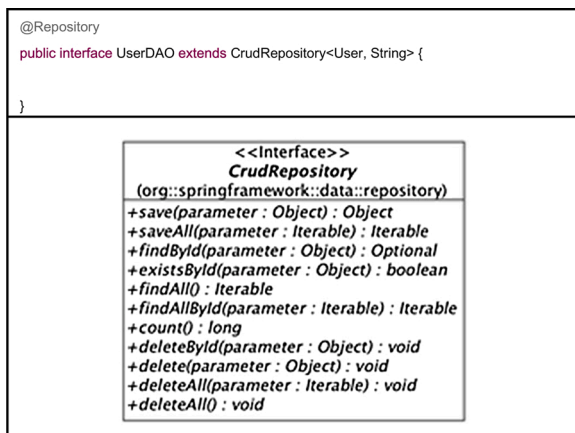 @Repository
public interface UserDAO extends CrudRepository<User, String> {
}
<<Interface>>
CrudRepository
(org::springframework::data::repository)
+save(parameter : Object) : Object
+saveAll(parameter : Iterable) : Iterable
+findById(parameter : Object) : Optional
+existsById(parameter : Object) : boolean
+findAll() : Iterable
+findAllById(parameter : Iterable) : Iterable
+count() : long
+deleteById(parameter : Object) : void
+delete(parameter : Object) : void
+deleteAll(parameter : Iterable) : void
+deleteAll() : void